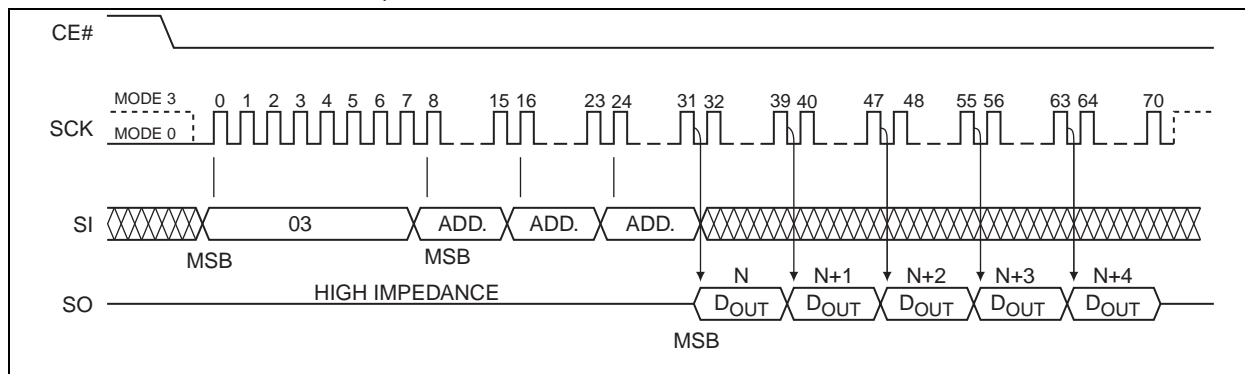 CE#
MODE 3
0 1 2 3 4 5 6 7 8 15 16 23 24 31 32 39 40 47 48 55 56 63 64 70
SCK
MODE 0
SI
03 ADD. ADD. ADD.
MSB MSB
N N+1 N+2 N+3 N+4
HIGH IMPEDANCE
SO
DOUT DOUT DOUT DOUT DOUT
MSB